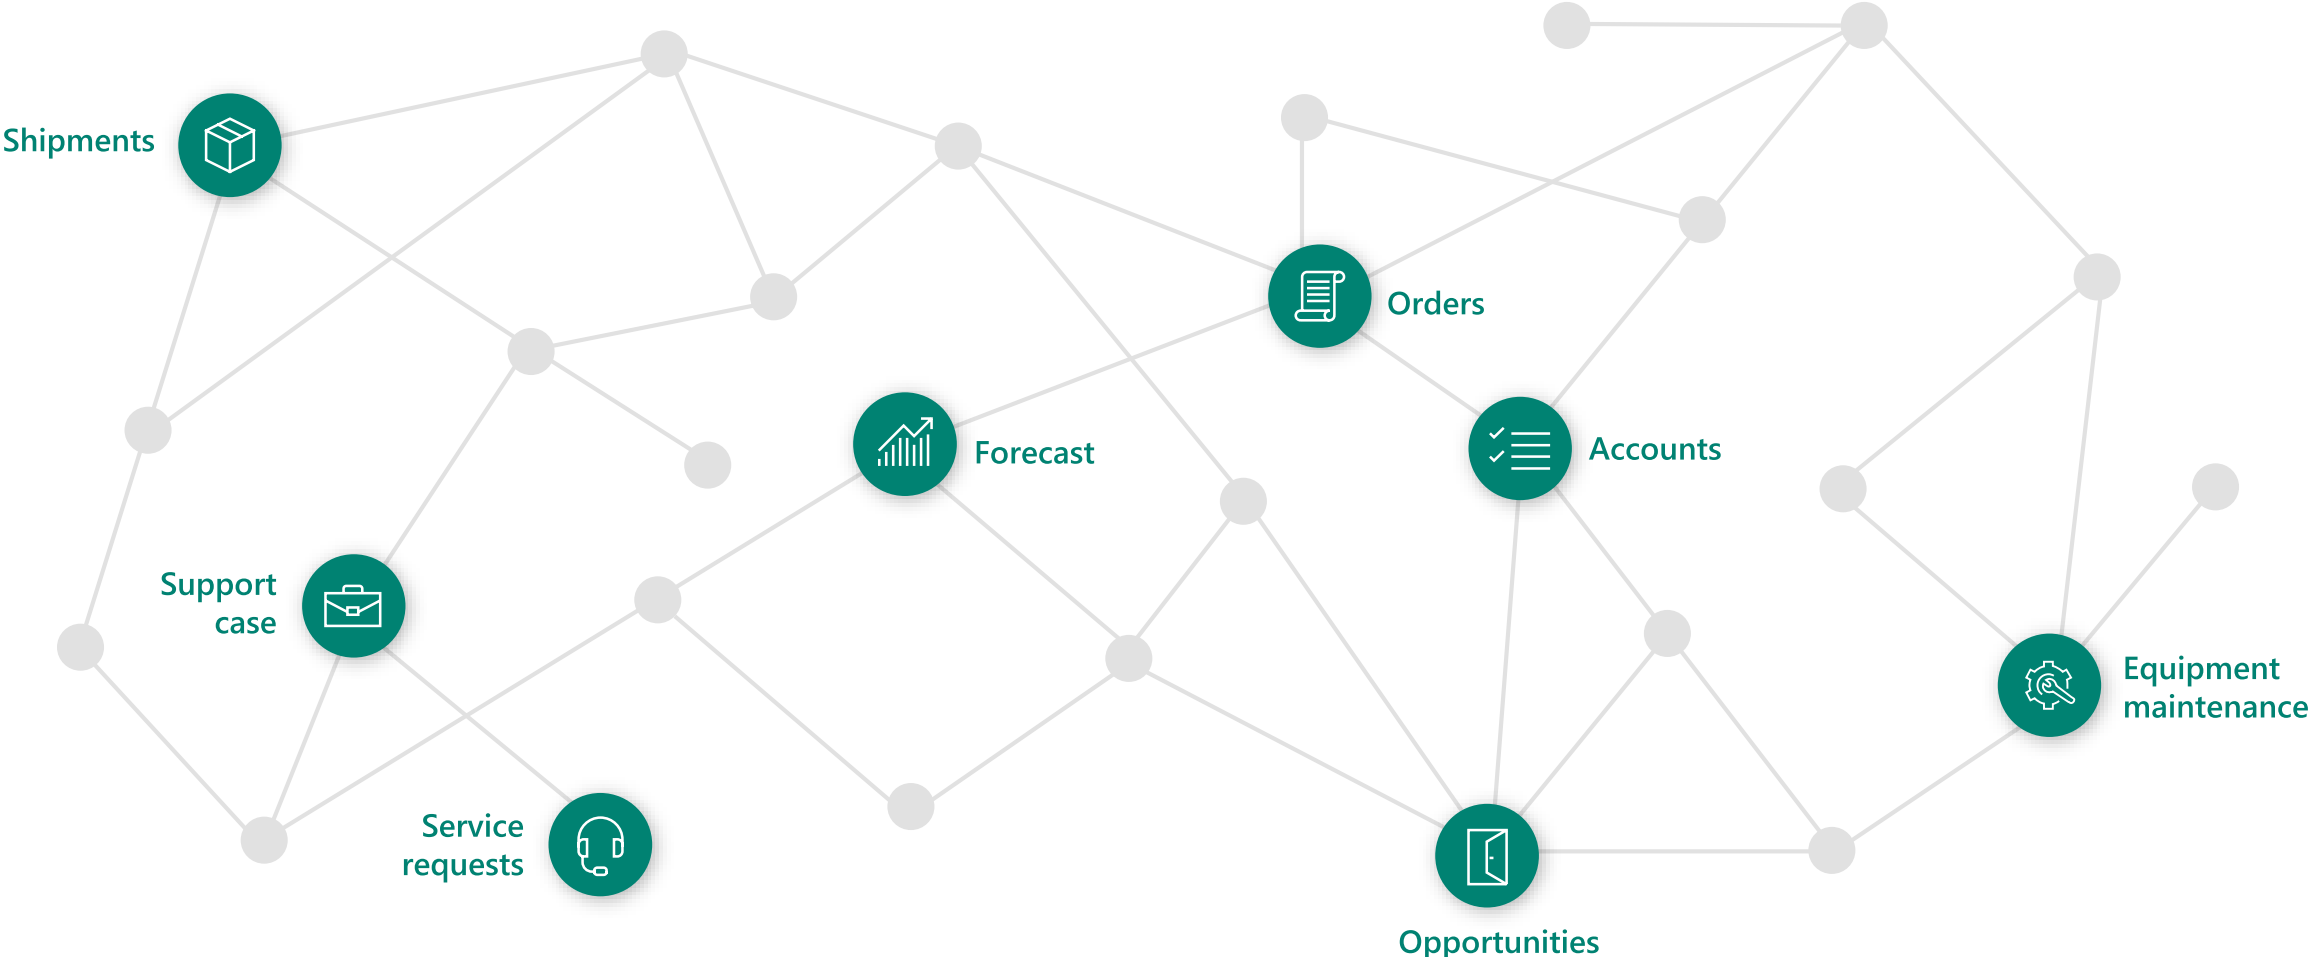 Shipments
Orders
Forecast
Accounts
Support
case
Equipment
maintenance
Service
requests
Opportunities